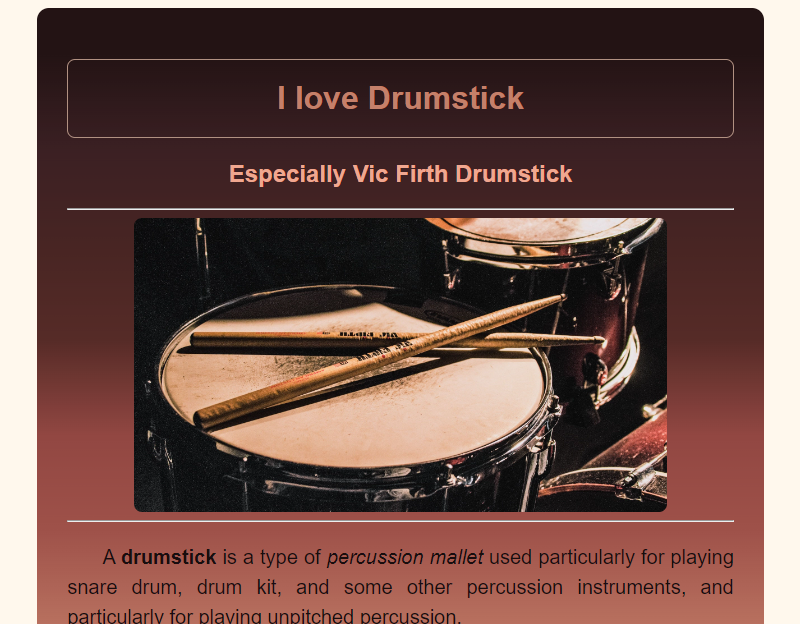 I love Drumstick
Especially Vic Firth Drumstick
A drumstick is a type of percussion mallet used particularly for playing
snare drum, drum kit, and some other percussion instruments, and
particularly for playing unpitched percussion.